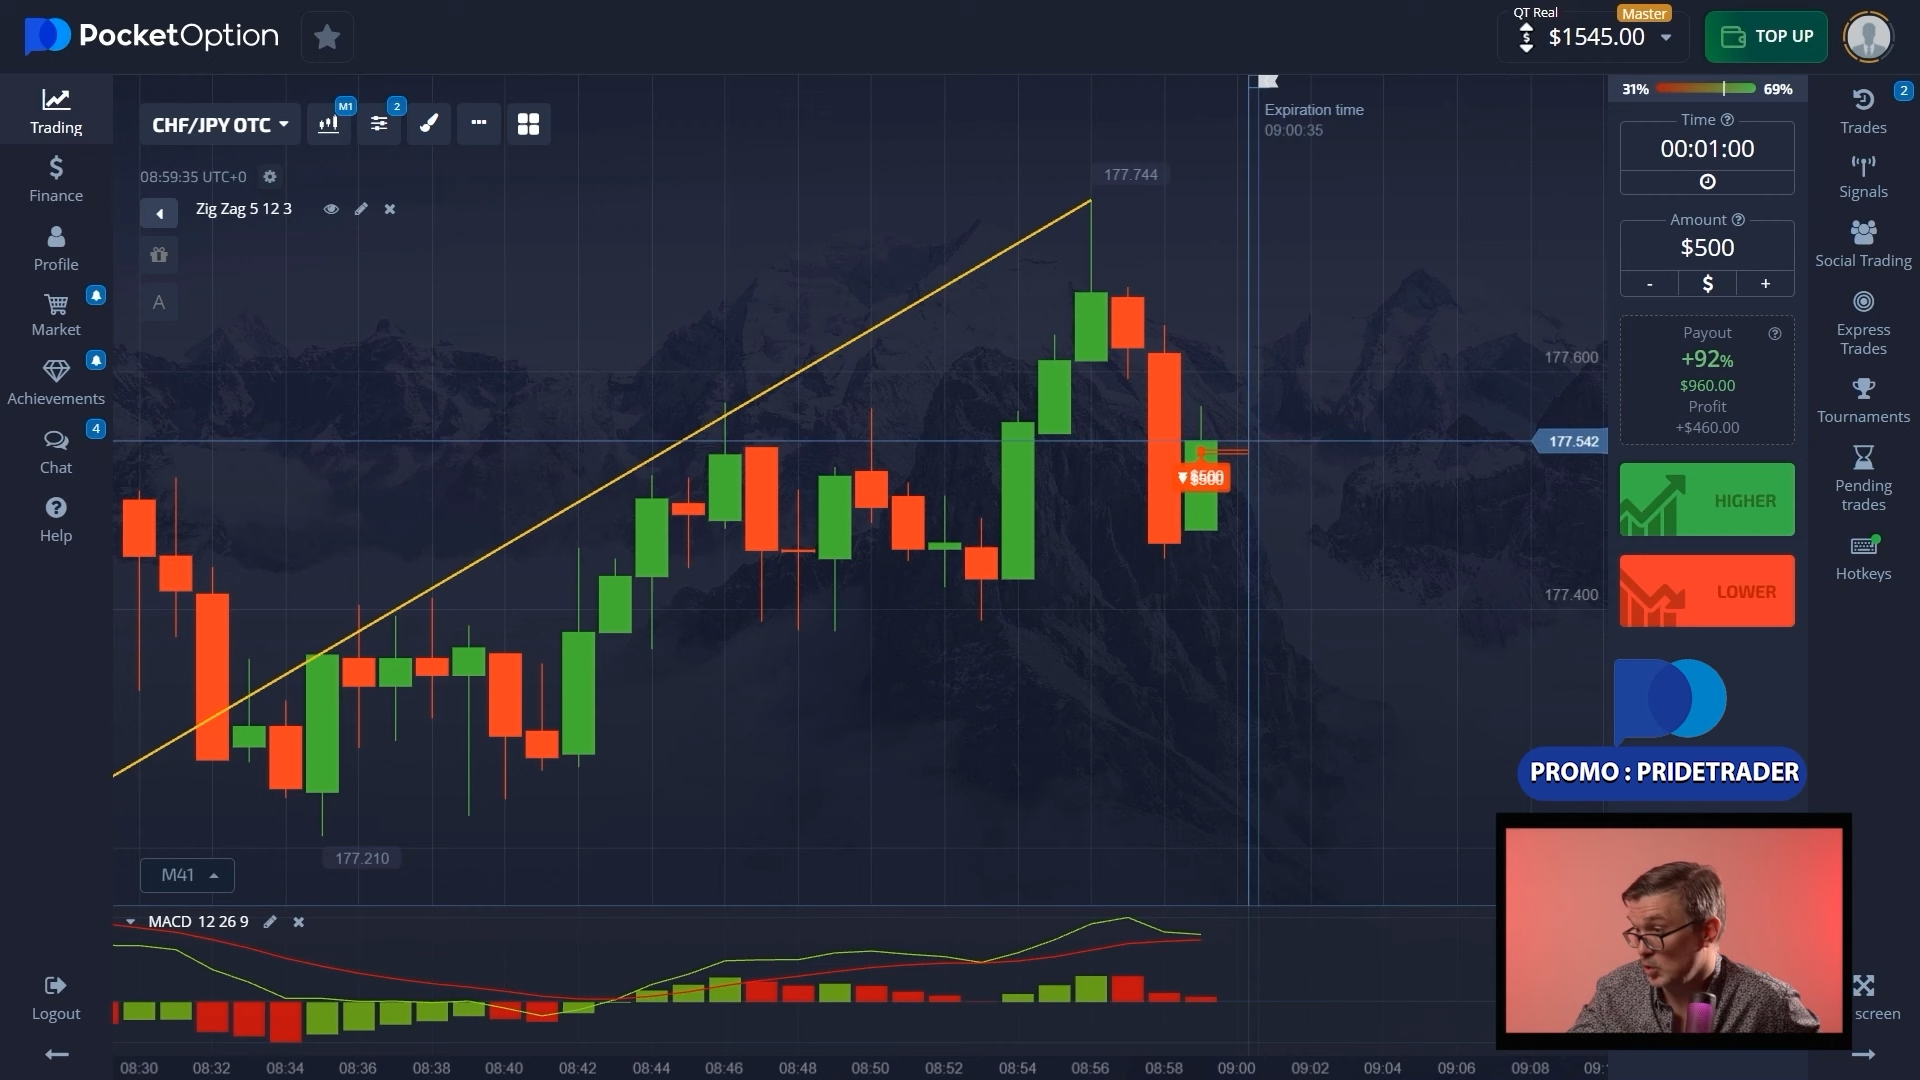 PocketOption
QT Real
Master
$1545.00
TOP UP
Trading
Finance
Profile
Market
Achievements
4
Chat
Help
Logout
CHF/JPY OTC
M1
2
08:59:35 UTC+0
Zig Zag 5 12 3
A
Expiration time
09:00:35
177.744
177.600
177.542
177.400
177.210
$500
M41
MACD 12 26 9
08:30 08:32 08:34 08:36 08:38 08:40 08:42 08:44 08:46 08:48 08:50 08:52 08:54 08:56 08:58 09:00 09:02 09:04 09:06 09:08
31% 69%
Time
00:01:00
Amount
$500
- $ +
Payout
+92%
$960.00
Profit
+$460.00
HIGHER
LOWER
PROMO : PRIDETRADER
2
Trades
Signals
Social Trading
Express
Trades
Tournaments
Pending
trades
Hotkeys
screen